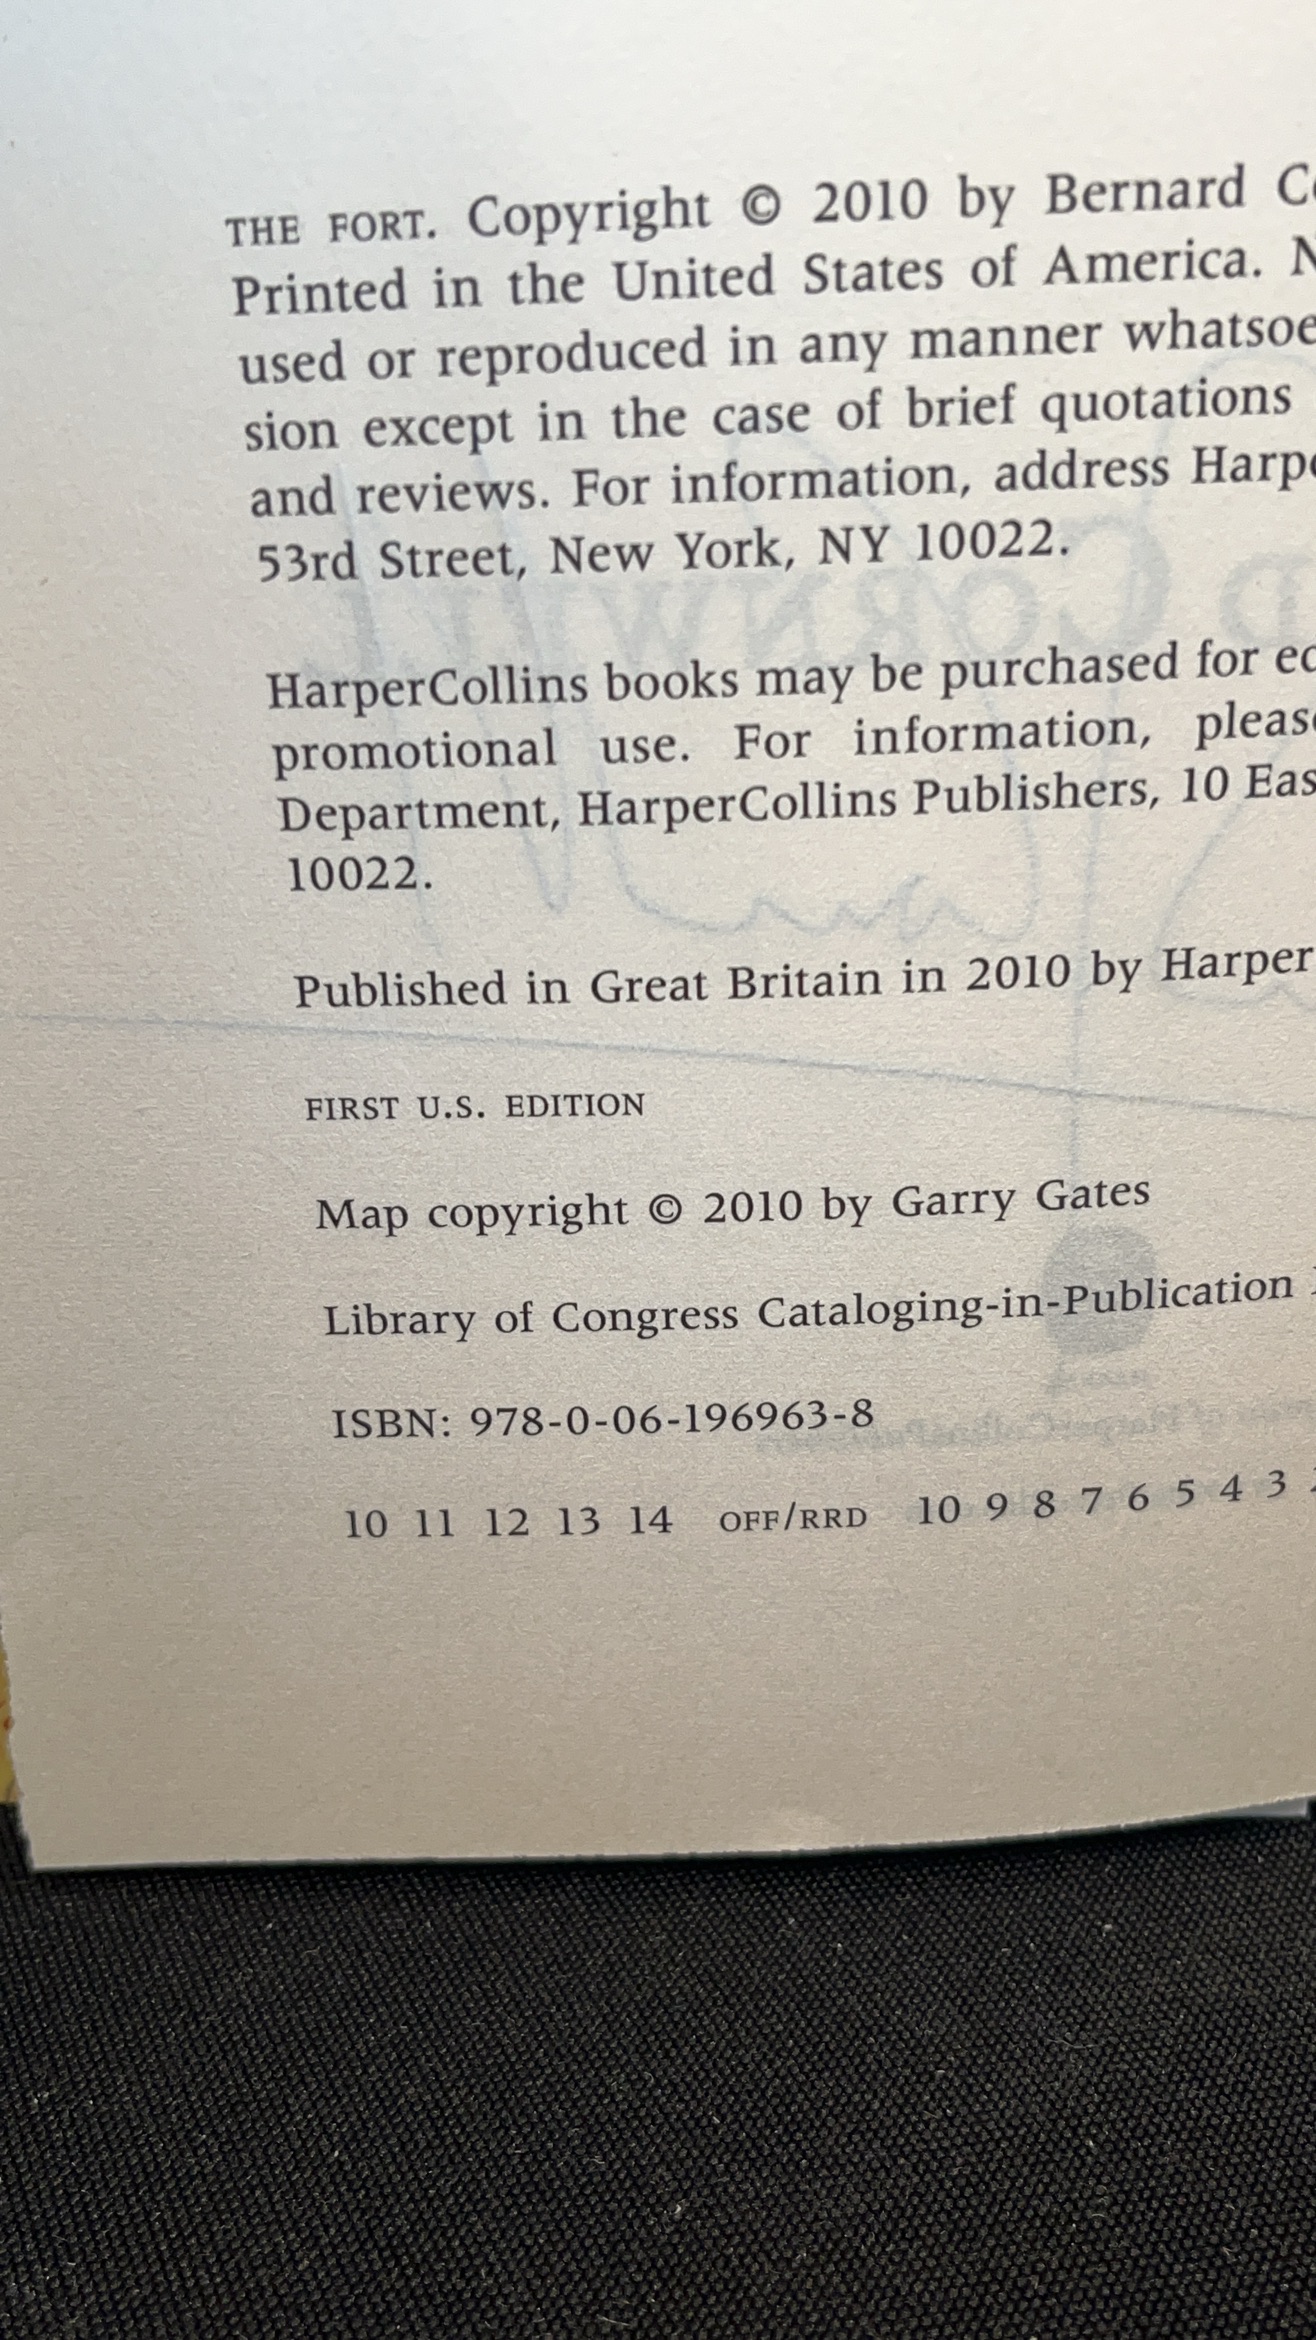 THE FORT. Copyright © 2010 by Bernard
Printed in the United States of America.
used or reproduced in any manner
sion except in the case of brief quotations
and reviews. For information, address
53rd Street, New York, NY 10022.
HarperCollins books may be purchased for
promotional use. For information,
Department, HarperCollins Publishers, 10
10022.
Published in Great Britain in 2010 by Harper
FIRST U.S. EDITION
Map copyright © 2010 by Garry Gates
Library of Congress Cataloging-in-Publication
ISBN: 978-0-06-196963-8
10 11 12 13 14 OFF/RRD 10 9 8 7 6 5 4 3